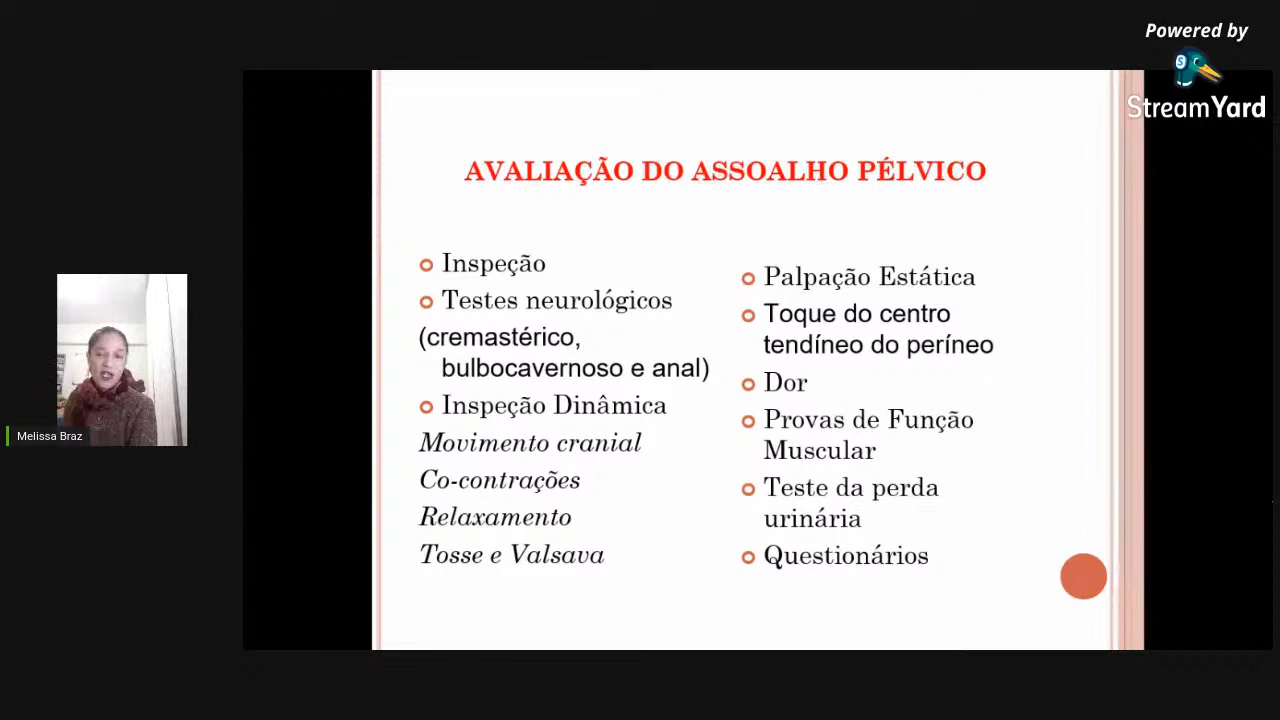 Powered by
StreamYard
AVALIAÇÃO DO ASSOALHO PÉLVICO
Inspeção
Testes neurológicos
(cremastérico,
bulbocavernoso e anal)
Inspeção Dinâmica
Movimento cranial
Co-contrações
Relaxamento
Tosse e Valsava
Palpação Estática
Toque do centro
tendíneo do períneo
Dor
Provas de Função
Muscular
Teste da perda
urinária
Questionários
Melissa Braz